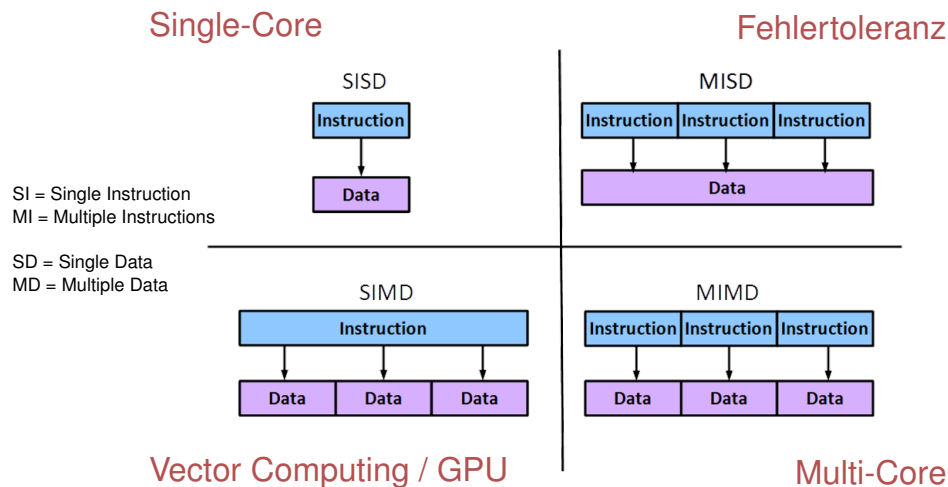 Single-Core
Fehlertoleranz
SISD
Instruction
Data
MISD
Instruction Instruction Instruction
Data
SI = Single Instruction
MI = Multiple Instructions
SD = Single Data
MD = Multiple Data
SIMD
Instruction
Data Data Data
MIMD
Instruction Instruction Instruction
Data Data Data
Vector Computing / GPU
Multi-Core